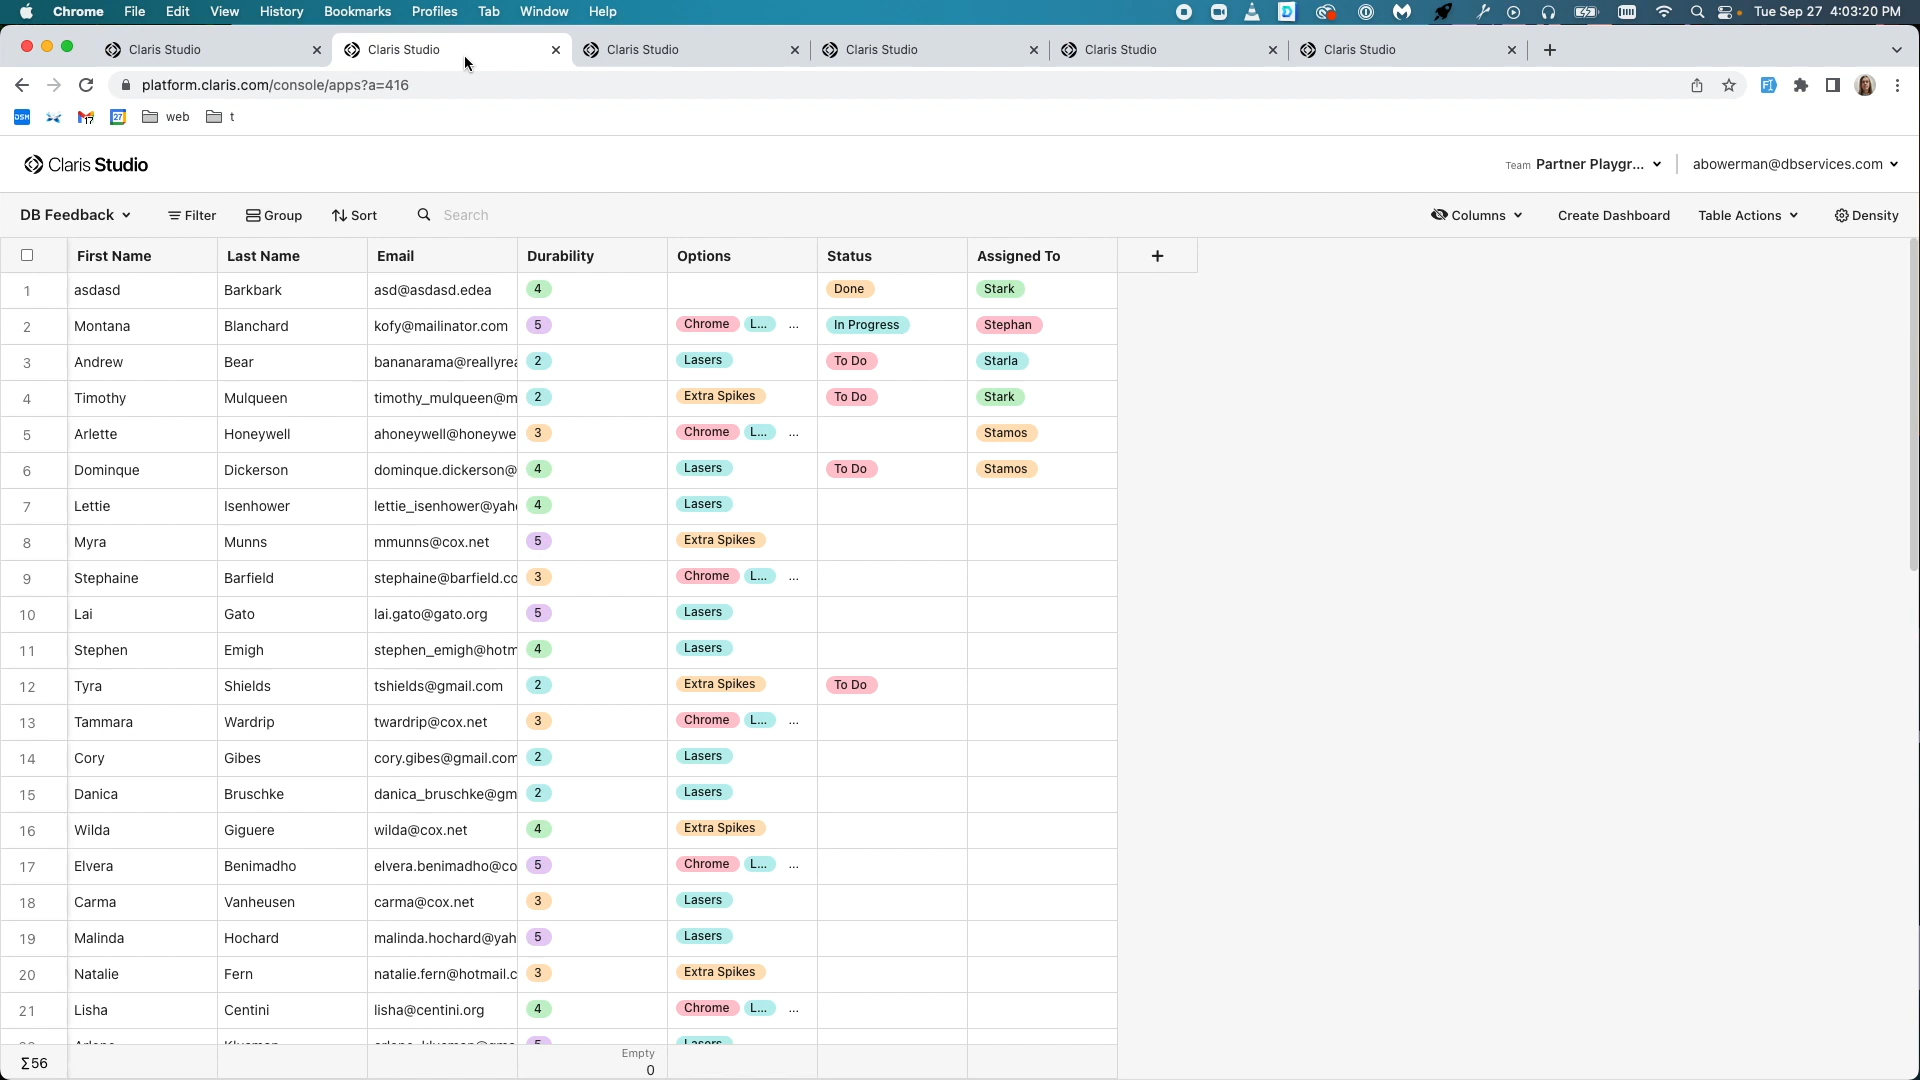 Chrome File Edit View History Bookmarks Profiles Tab Window Help Tue Sep 27 4:03:20 PM
Claris Studio Claris Studio Claris Studio Claris Studio Claris Studio Claris Studio
platform.claris.com/console/apps?a=416
DSM 17 27 web t
Claris Studio Team Partner Playgr... abowerman@dbservices.com
DB Feedback Filter Group Sort Search Columns Create Dashboard Table Actions Density
First Name Last Name Email Durability Options Status Assigned To +
1 asdasd Barkbark asd@asdasd.edea 4 Done Stark
2 Montana Blanchard kofy@mailinator.com 5 Chrome L... ... In Progress Stephan
3 Andrew Bear bananarama@reallyrea 2 Lasers To Do Starla
4 Timothy Mulqueen timothy_mulqueen@m 2 Extra Spikes To Do Stark
5 Arlette Honeywell ahoneywell@honeywe 3 Chrome L... ... Stamos
6 Dominque Dickerson dominque.dickerson@ 4 Lasers To Do Stamos
7 Lettie Isenhower lettie_isenhower@yah 4 Lasers
8 Myra Munns mmunns@cox.net 5 Extra Spikes
9 Stephaine Barfield stephaine@barfield.co 3 Chrome L... ...
10 Lai Gato lai.gato@gato.org 5 Lasers
11 Stephen Emigh stephen_emigh@hotm 4 Lasers
12 Tyra Shields tshields@gmail.com 2 Extra Spikes To Do
13 Tammara Wardrip twardrip@cox.net 3 Chrome L... ...
14 Cory Gibes cory.gibes@gmail.com 2 Lasers
15 Danica Bruschke danica_bruschke@gm 2 Lasers
16 Wilda Giguere wilda@cox.net 4 Extra Spikes
17 Elvera Benimadho elvera.benimadho@co 5 Chrome L... ...
18 Carma Vanheusen carma@cox.net 3 Lasers
19 Malinda Hochard malinda.hochard@yah 5 Lasers
20 Natalie Fern natalie.fern@hotmail.c 3 Extra Spikes
21 Lisha Centini lisha@centini.org 4 Chrome L... ...
Σ56 Empty
0